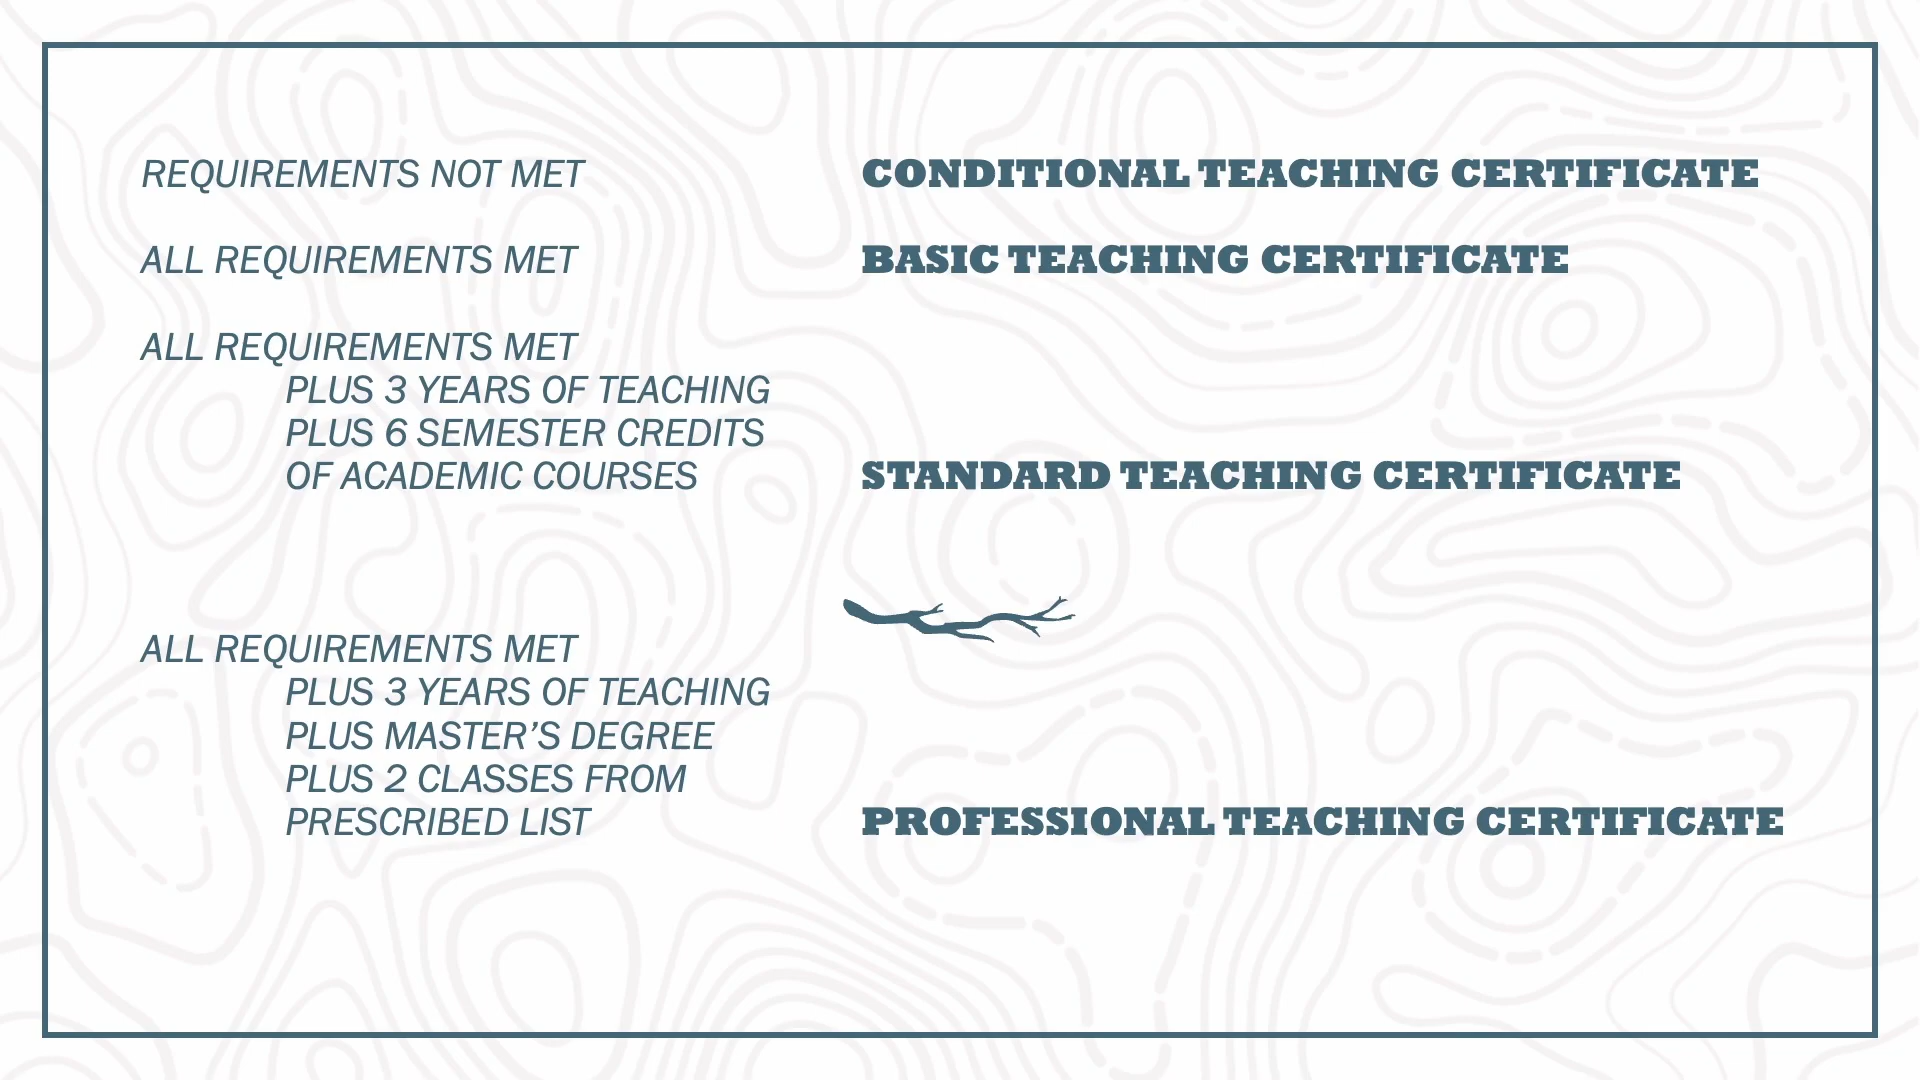 REQUIREMENTS NOT MET CONDITIONAL TEACHING CERTIFICATE
ALL REQUIREMENTS MET BASIC TEACHING CERTIFICATE
ALL REQUIREMENTS MET
PLUS 3 YEARS OF TEACHING
PLUS 6 SEMESTER CREDITS
OF ACADEMIC COURSES STANDARD TEACHING CERTIFICATE
ALL REQUIREMENTS MET
PLUS 3 YEARS OF TEACHING
PLUS MASTER’S DEGREE
PLUS 2 CLASSES FROM
PRESCRIBED LIST PROFESSIONAL TEACHING CERTIFICATE